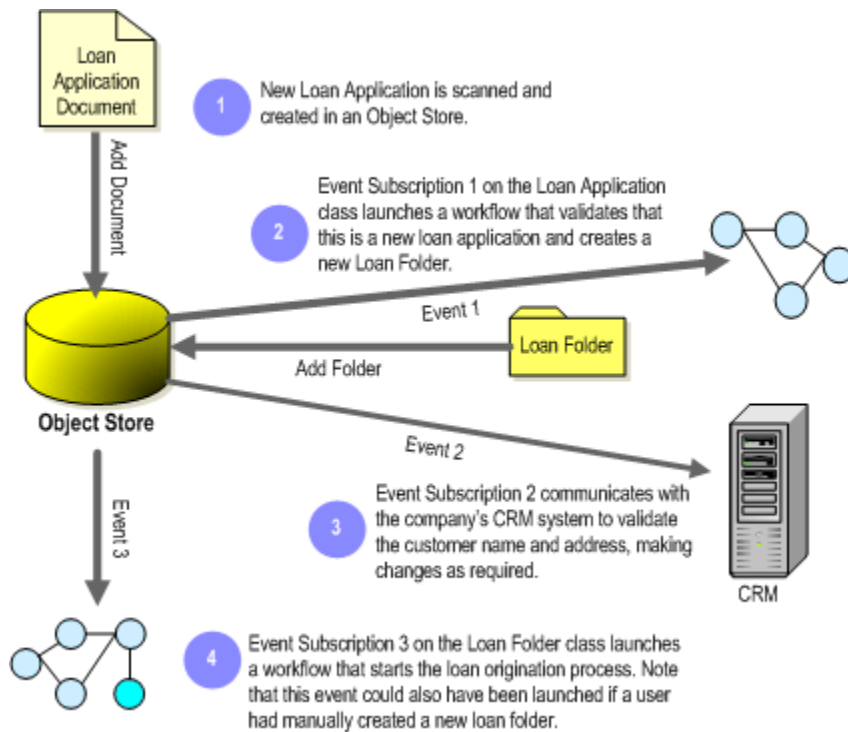 Loan
Application
Document
1
New Loan Application is scanned and
created in an Object Store.
Add Document
2
Event Subscription 1 on the Loan Application
class launches a workflow that validates that
this is a new loan application and creates a
new Loan Folder.
Event 1
Loan Folder
Add Folder
Object Store
Event 2
3
Event Subscription 2 communicates with
the company's CRM system to validate
the customer name and address, making
changes as required.
CRM
Event 3
4
Event Subscription 3 on the Loan Folder class launches
a workflow that starts the loan origination process. Note
that this event could also have been launched if a user
had manually created a new loan folder.